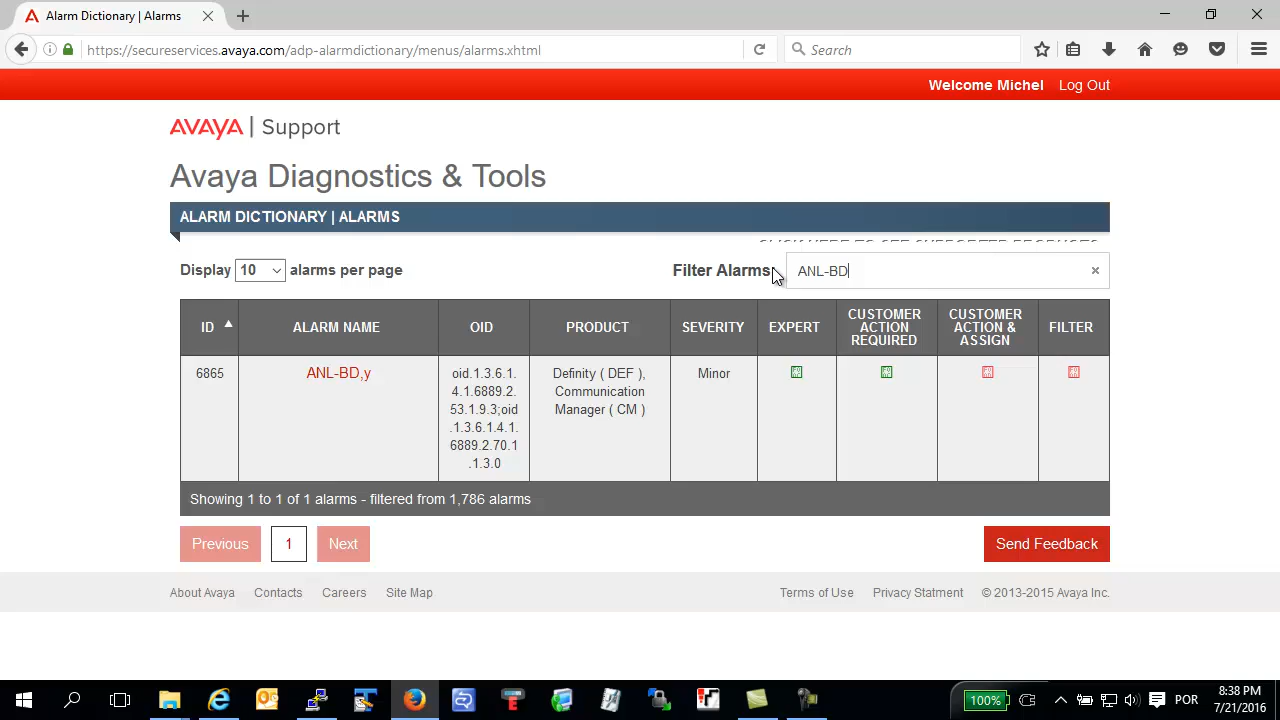 Alarm Dictionary | Alarms
https://secureservices.avaya.com/adp-alarmdictionary/menus/alarms.xhtml
Search
Welcome Michel Log Out
AVAYA | Support
Avaya Diagnostics & Tools
ALARM DICTIONARY | ALARMS
Display 10 alarms per page
Filter Alarms: ANL-BD
ID ALARM NAME OID PRODUCT SEVERITY EXPERT CUSTOMER ACTION REQUIRED CUSTOMER ACTION & ASSIGN FILTER
6865 ANL-BD,y
oid.1.3.6.1.
4.1.6889.2.
53.1.9.3;oid
.1.3.6.1.4.1.
6889.2.70.1
.1.3.0
Definity ( DEF ),
Communication
Manager ( CM )
Minor
Showing 1 to 1 of 1 alarms - filtered from 1,786 alarms
Previous 1 Next
Send Feedback
About Avaya Contacts Careers Site Map
Terms of Use Privacy Statment © 2013-2015 Avaya Inc.
100%
POR
8:38 PM
7/21/2016